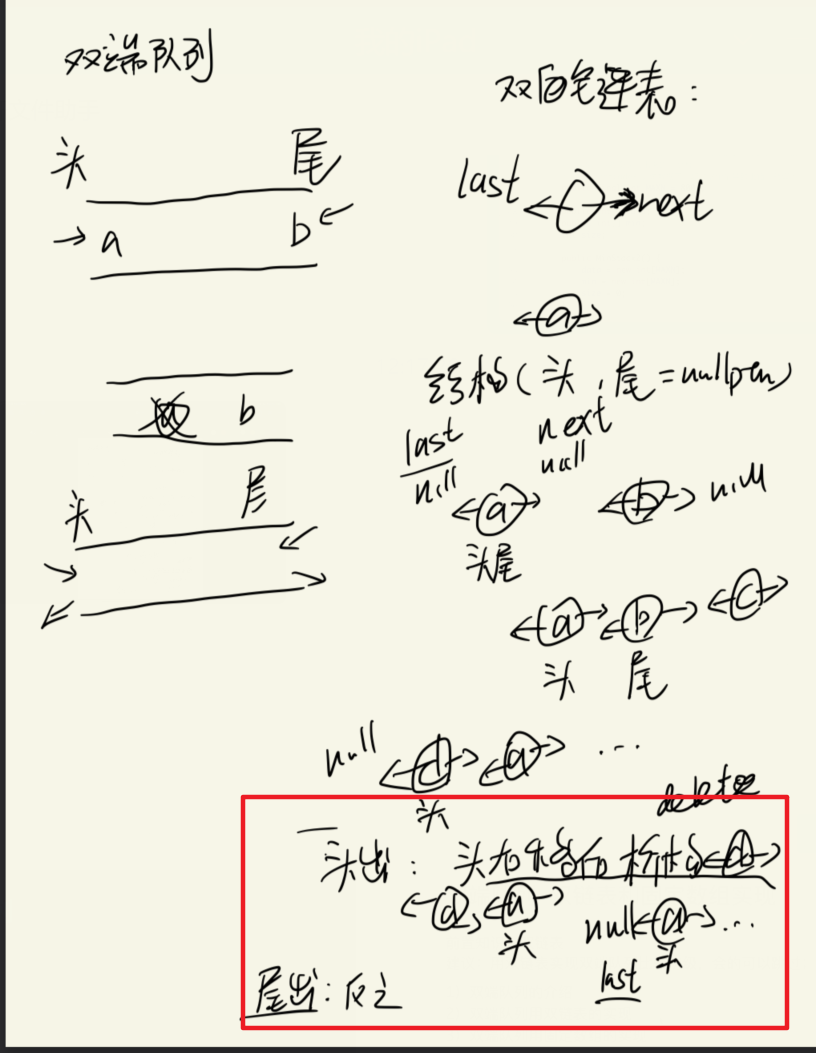 双端队列
头 尾
a b
b
头 尾
双向链表:
last next
a
结构(头,尾=nullptr)
last next
null null
a b null
头尾
a b c
头 尾
null d a ...
头
delete
头出: 头右移后析构 d
d a null a ...
头 头
last
尾出: 反之